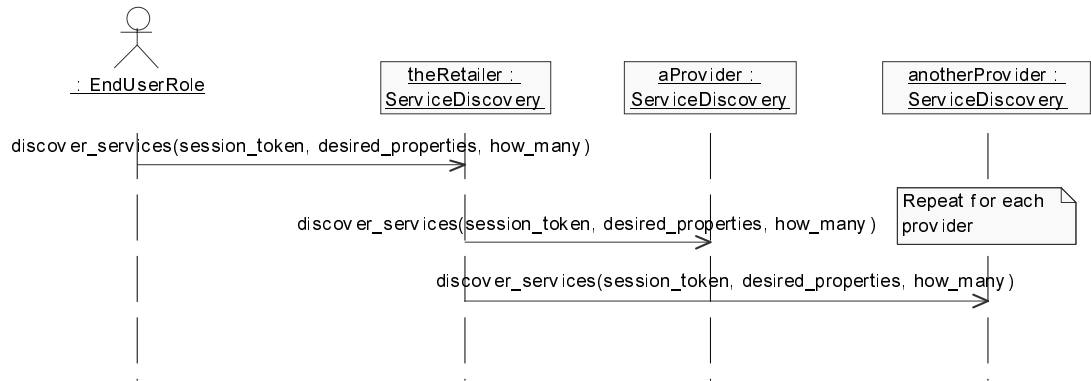 : EndUserRole
theRetailer :
ServiceDiscovery
aProvider :
ServiceDiscovery
anotherProvider :
ServiceDiscovery
discover_services(session_token, desired_properties, how_many)
Repeat for each
provider
discover_services(session_token, desired_properties, how_many)
discover_services(session_token, desired_properties, how_many)